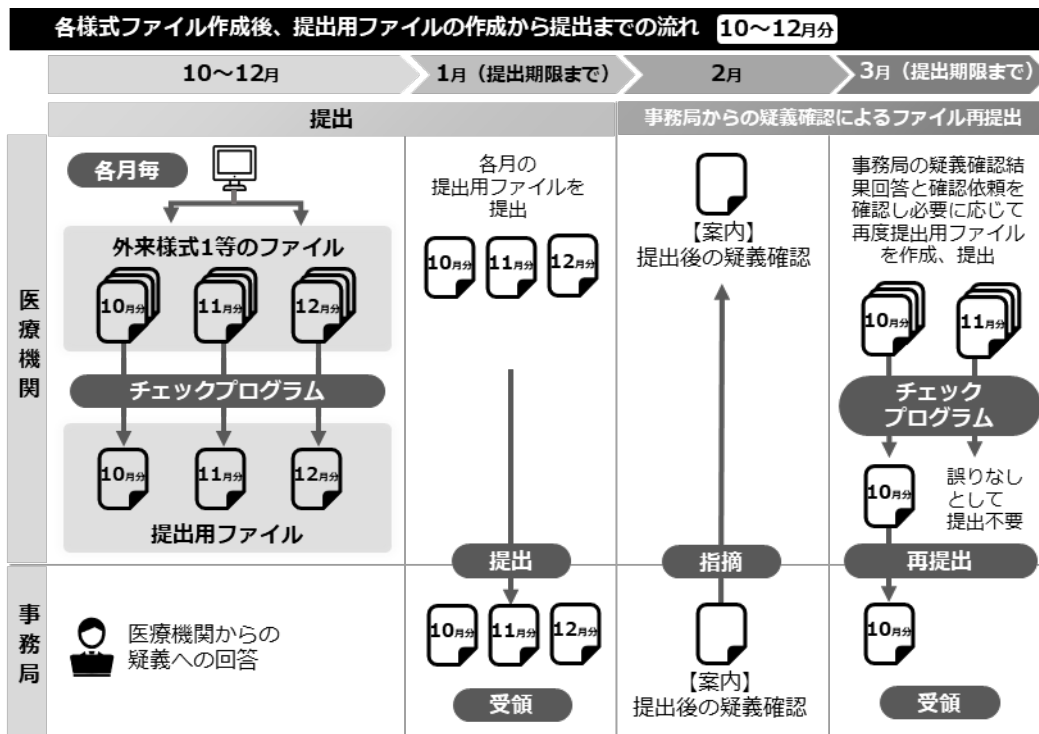 各様式ファイル作成後、提出用ファイルの作成から提出までの流れ 10～12月分
10～12月
1月（提出期限まで）
2月
3月（提出期限まで）
提出
事務局からの疑義確認によるファイル再提出
医療機関
各月毎
外来様式1等のファイル
10月分
11月分
12月分
チェックプログラム
10月分
11月分
12月分
提出用ファイル
各月の
提出用ファイルを
提出
10月分
11月分
12月分
提出
【案内】
提出後の疑義確認
指摘
事務局の疑義確認結
果回答と確認依頼を
確認し必要に応じて
再度提出用ファイル
を作成、提出
10月分
11月分
チェック
プログラム
10月分
誤りなし
として
提出不要
再提出
事務局
医療機関からの
疑義への回答
10月分
11月分
12月分
受領
【案内】
提出後の疑義確認
10月分
受領